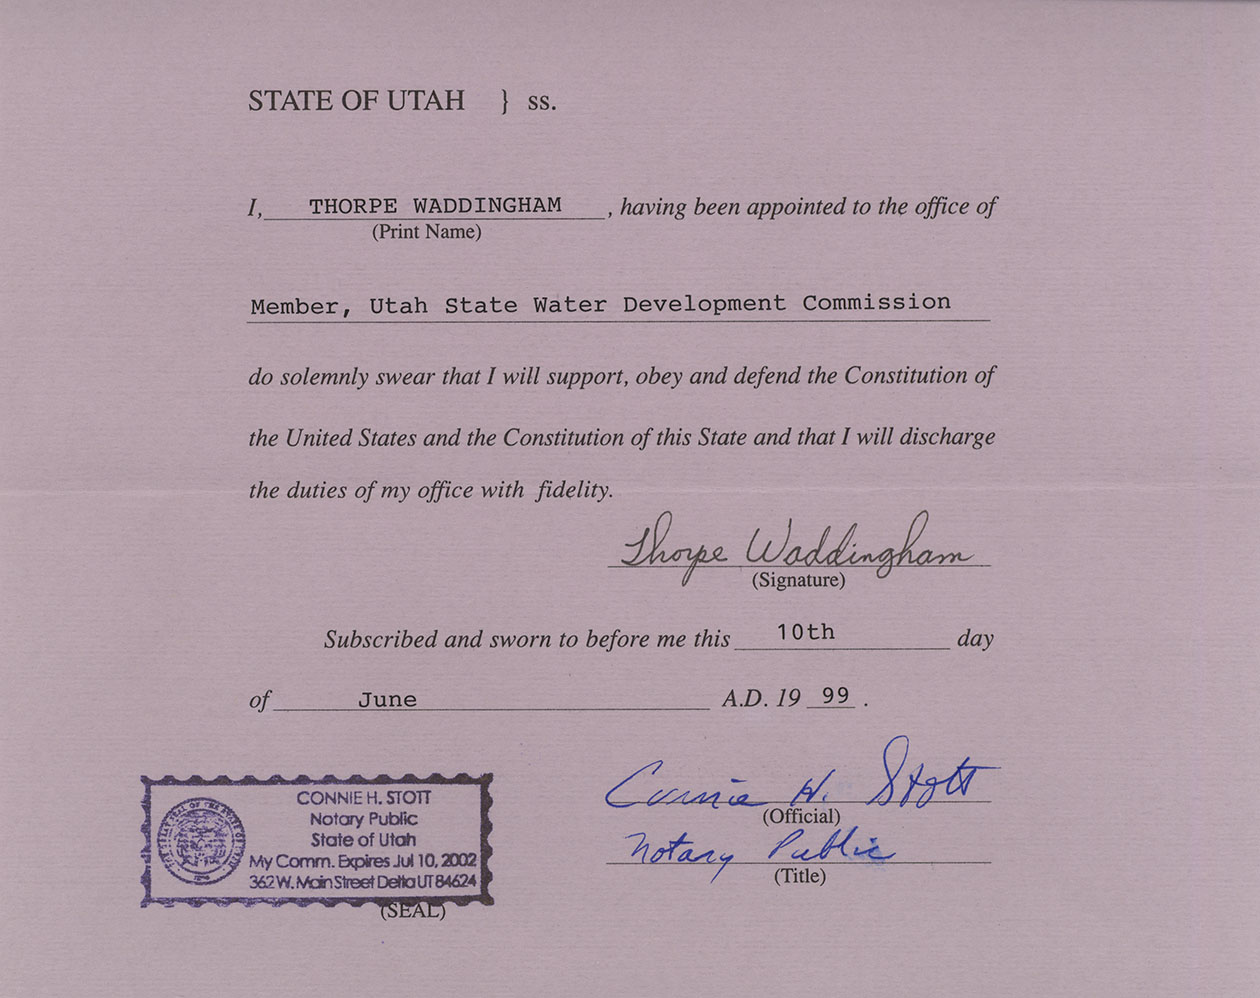 STATE OF UTAH } ss.
I, THORPE WADDINGHAM , having been appointed to the office of
(Print Name)
Member, Utah State Water Development Commission
do solemnly swear that I will support, obey and defend the Constitution of
the United States and the Constitution of this State and that I will discharge
the duties of my office with fidelity.
Thorpe Waddingham
(Signature)
Subscribed and sworn to before me this 10th day
of June A.D. 19 99 .
Connie H. Stott
(Official)
Notary Public
(Title)
CONNIE H. STOTT
Notary Public
State of Utah
My Comm. Expires Jul 10, 2002
362 W. Main Street Delta UT 84624
(SEAL)